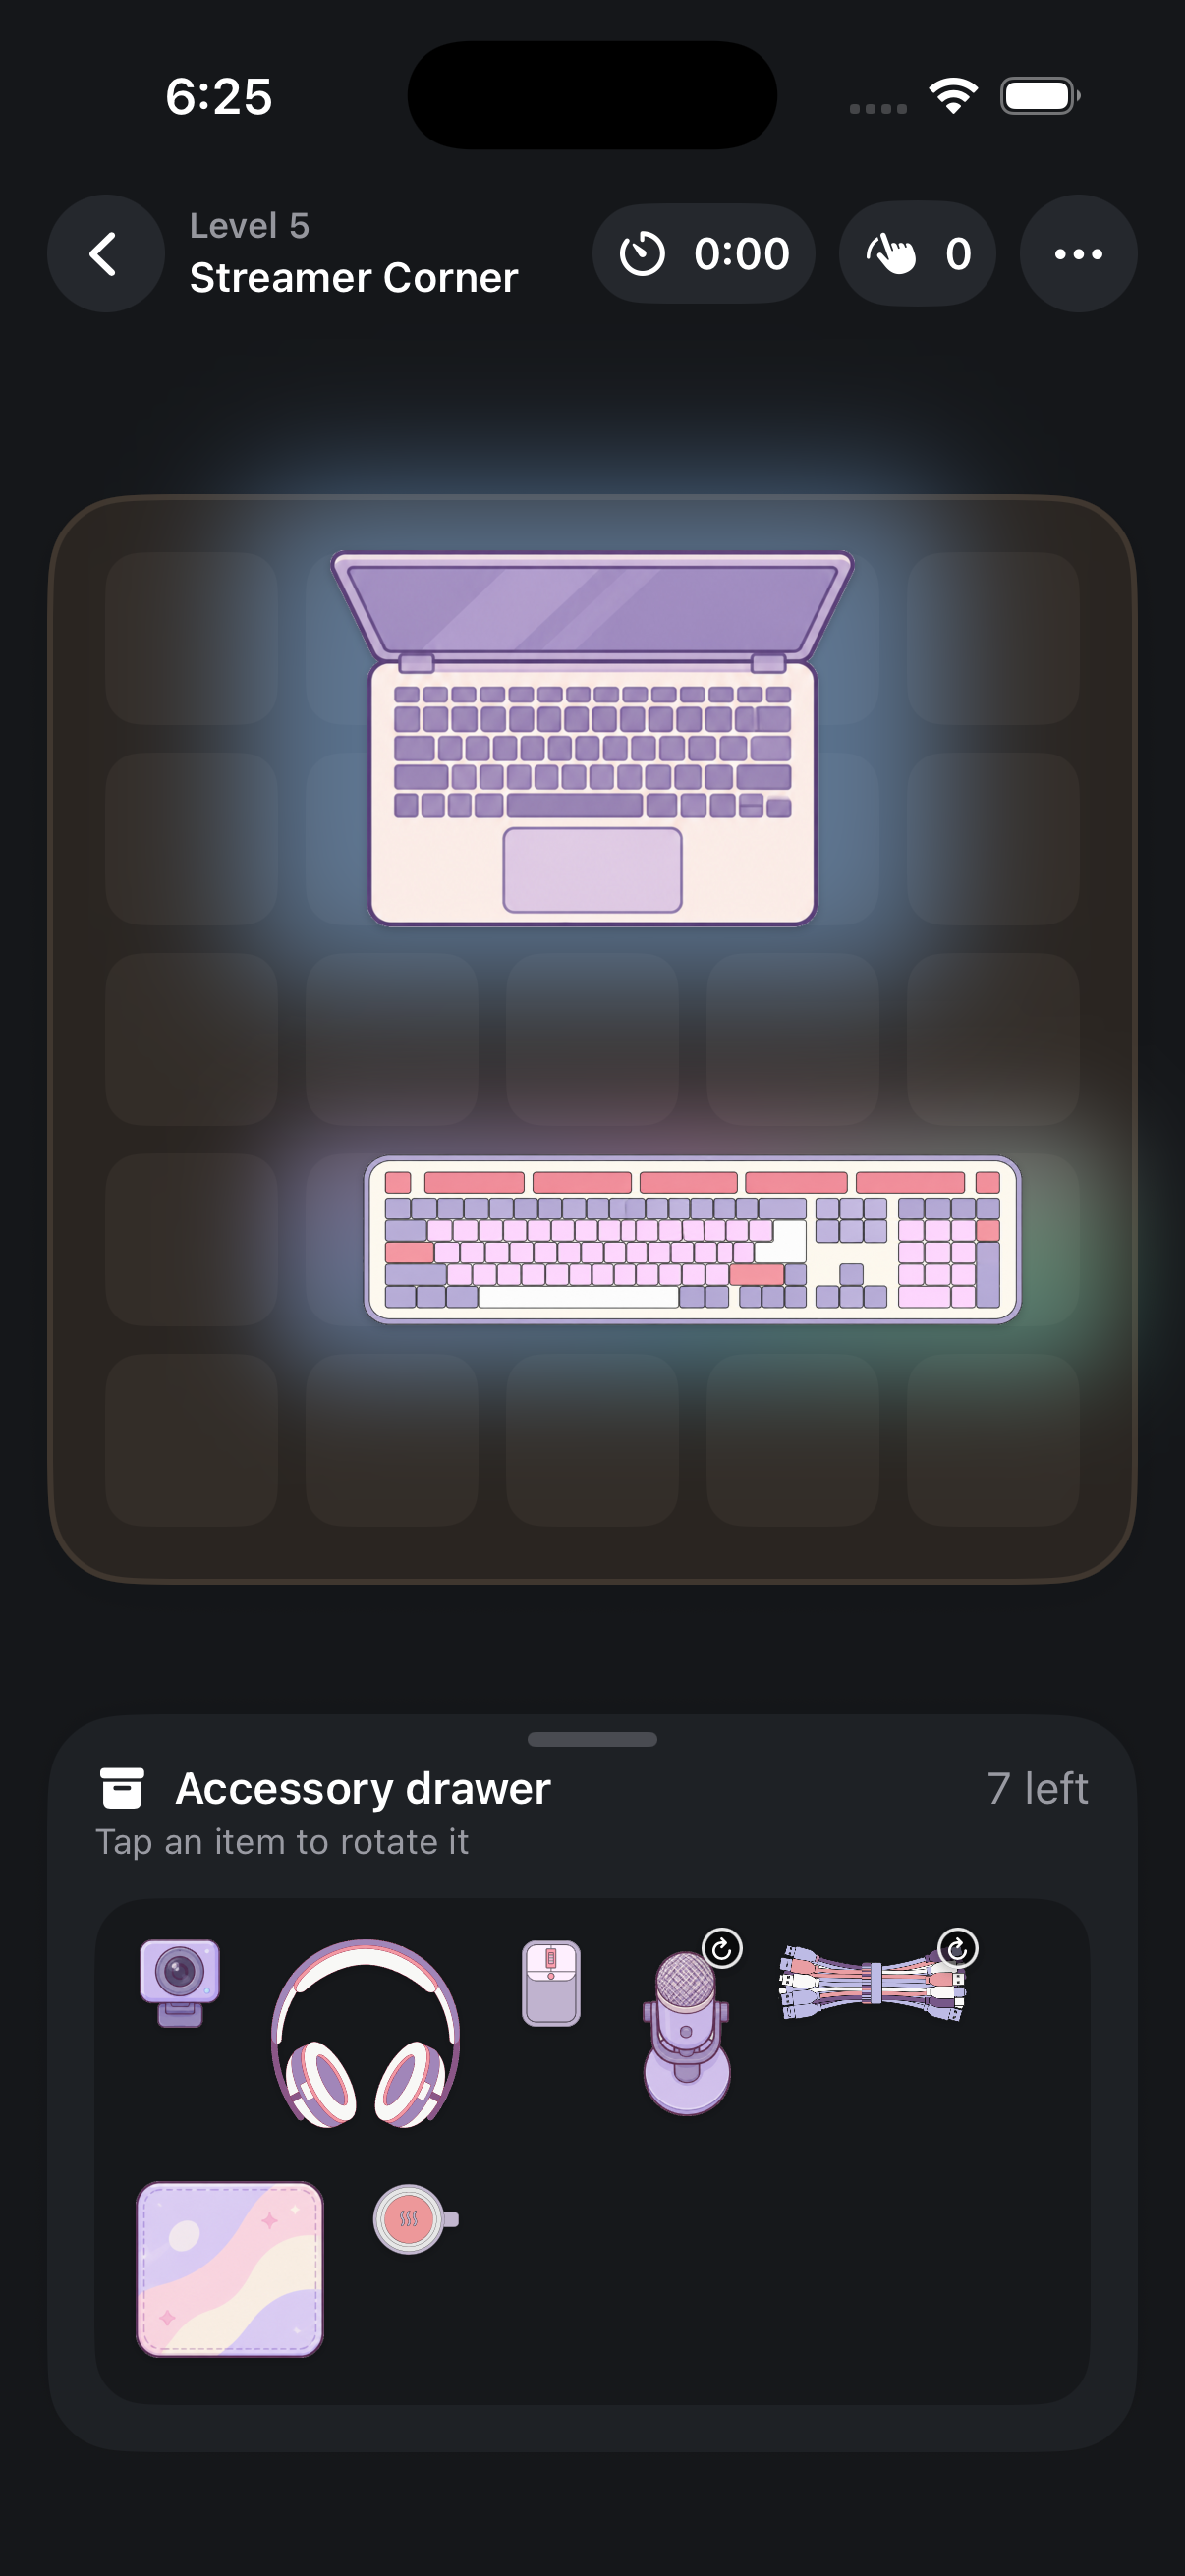 6:25
Level 5
Streamer Corner
0:00
0
Accessory drawer
7 left
Tap an item to rotate it